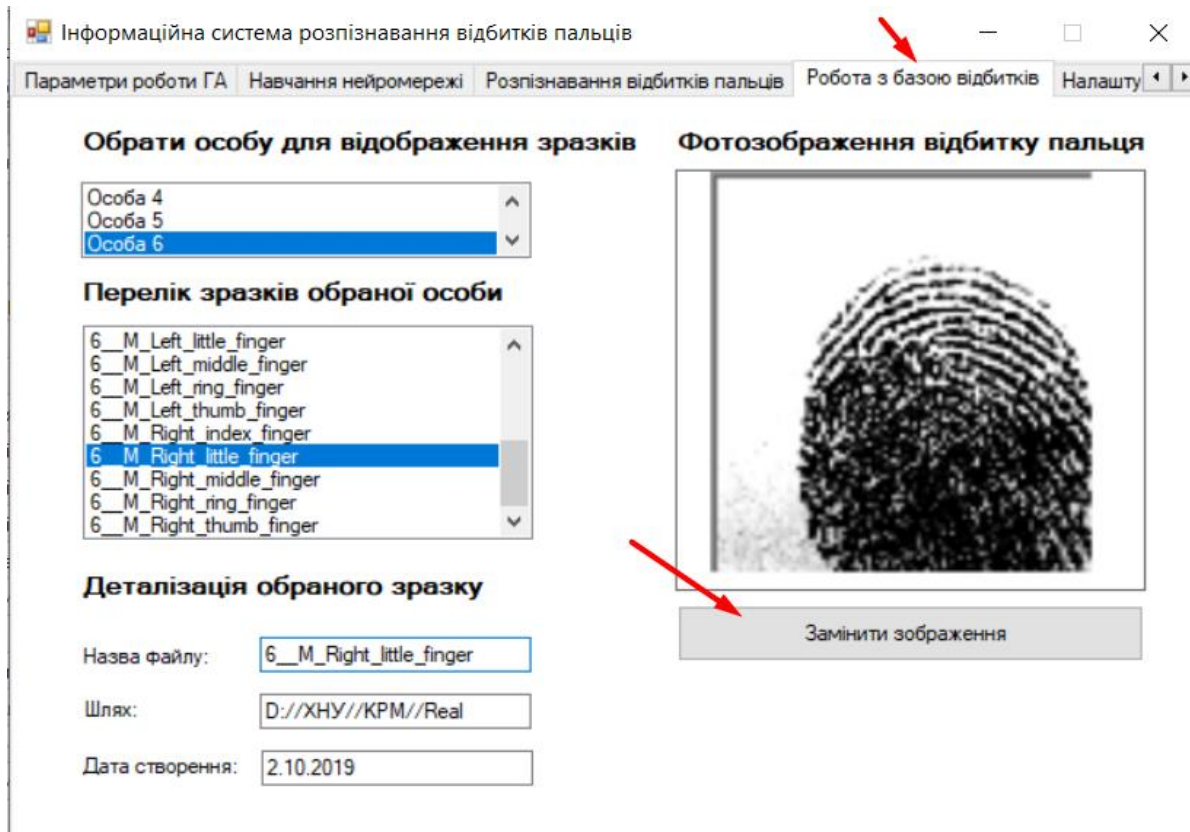 Інформаційна система розпізнавання відбитків пальців
Параметри роботи ГА Навчання нейромережі Розпізнавання відбитків пальців Робота з базою відбитків Налашту
Обрати особу для відображення зразків
Особа 4
Особа 5
Особа 6
Перелік зразків обраної особи
6__M_Left_little_finger
6__M_Left_middle_finger
6__M_Left_ring_finger
6__M_Left_thumb_finger
6__M_Right_index_finger
6__M_Right_little_finger
6__M_Right_middle_finger
6__M_Right_ring_finger
6__M_Right_thumb_finger
Деталізація обраного зразку
Назва файлу: 6__M_Right_little_finger
Шлях: D://ХНУ//КРМ//Real
Дата створення: 2.10.2019
Фотозображення відбитку пальця
Замінити зображення